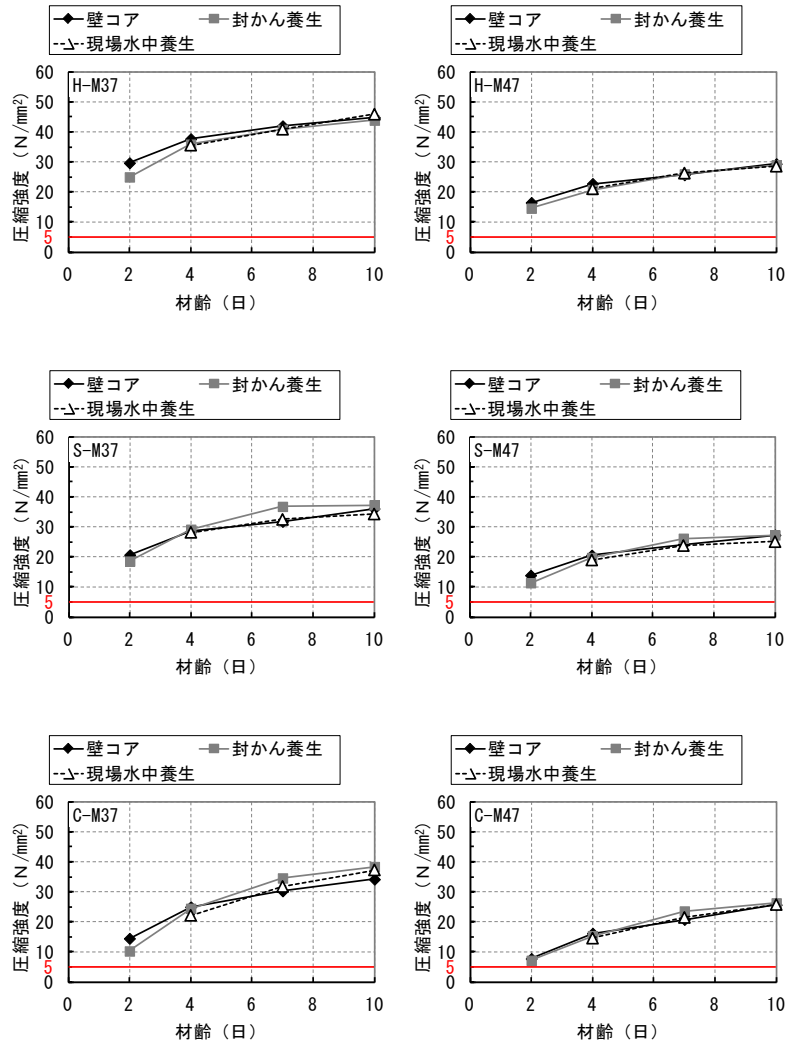 壁コア 封かん養生
現場水中養生
H-M37
圧縮強度（N/mm²）
60
50
40
30
20
10
5
0
0 2 4 6 8 10
材齢（日）
壁コア 封かん養生
現場水中養生
H-M47
圧縮強度（N/mm²）
60
50
40
30
20
10
5
0
0 2 4 6 8 10
材齢（日）
壁コア 封かん養生
現場水中養生
S-M37
圧縮強度（N/mm²）
60
50
40
30
20
10
5
0
0 2 4 6 8 10
材齢（日）
壁コア 封かん養生
現場水中養生
S-M47
圧縮強度（N/mm²）
60
50
40
30
20
10
5
0
0 2 4 6 8 10
材齢（日）
壁コア 封かん養生
現場水中養生
C-M37
圧縮強度（N/mm²）
60
50
40
30
20
10
5
0
0 2 4 6 8 10
材齢（日）
壁コア 封かん養生
現場水中養生
C-M47
圧縮強度（N/mm²）
60
50
40
30
20
10
5
0
0 2 4 6 8 10
材齢（日）